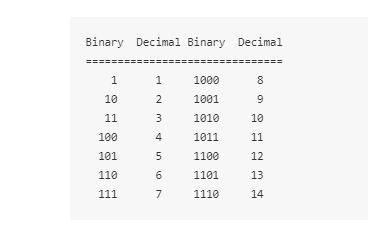 Binary  Decimal Binary  Decimal
===============================
    1      1     1000      8
   10      2     1001      9
   11      3     1010     10
  100      4     1011     11
  101      5     1100     12
  110      6     1101     13
  111      7     1110     14